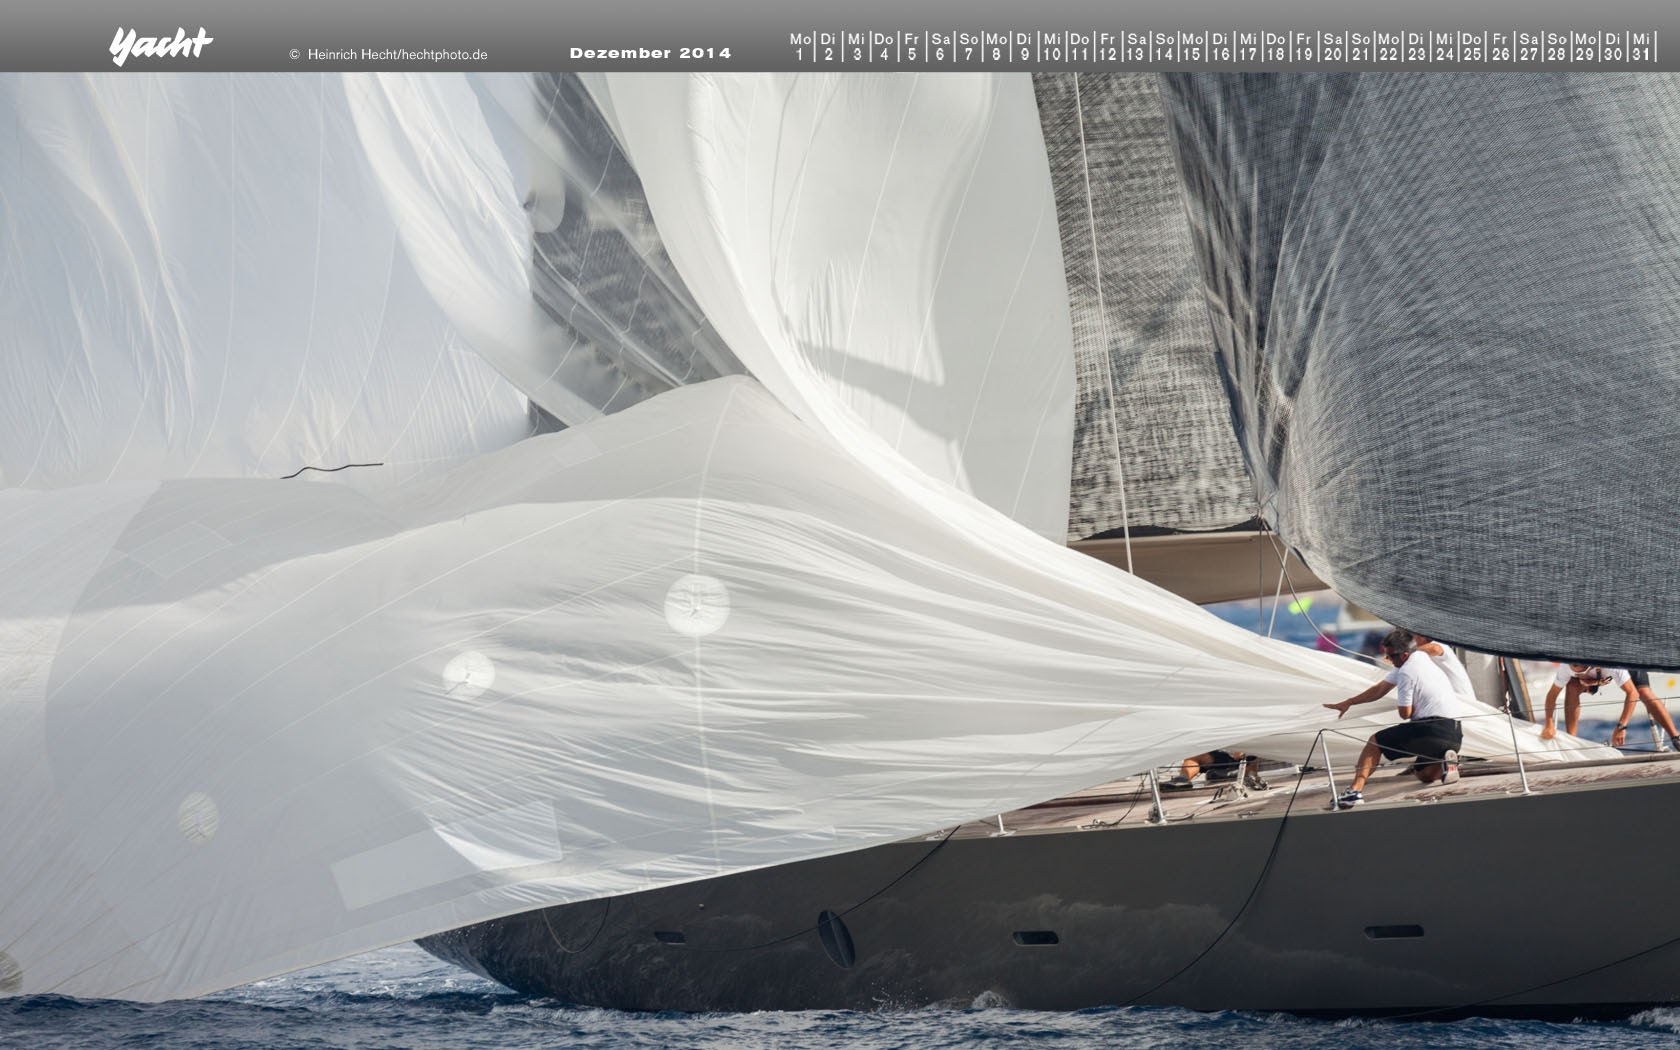 Yacht
© Heinrich Hecht/hechtphoto.de
Dezember 2014
Mo Di Mi Do Fr Sa So Mo Di Mi Do Fr Sa So Mo Di Mi Do Fr Sa So Mo Di Mi Do Fr Sa So Mo Di Mi
1 2 3 4 5 6 7 8 9 10 11 12 13 14 15 16 17 18 19 20 21 22 23 24 25 26 27 28 29 30 31